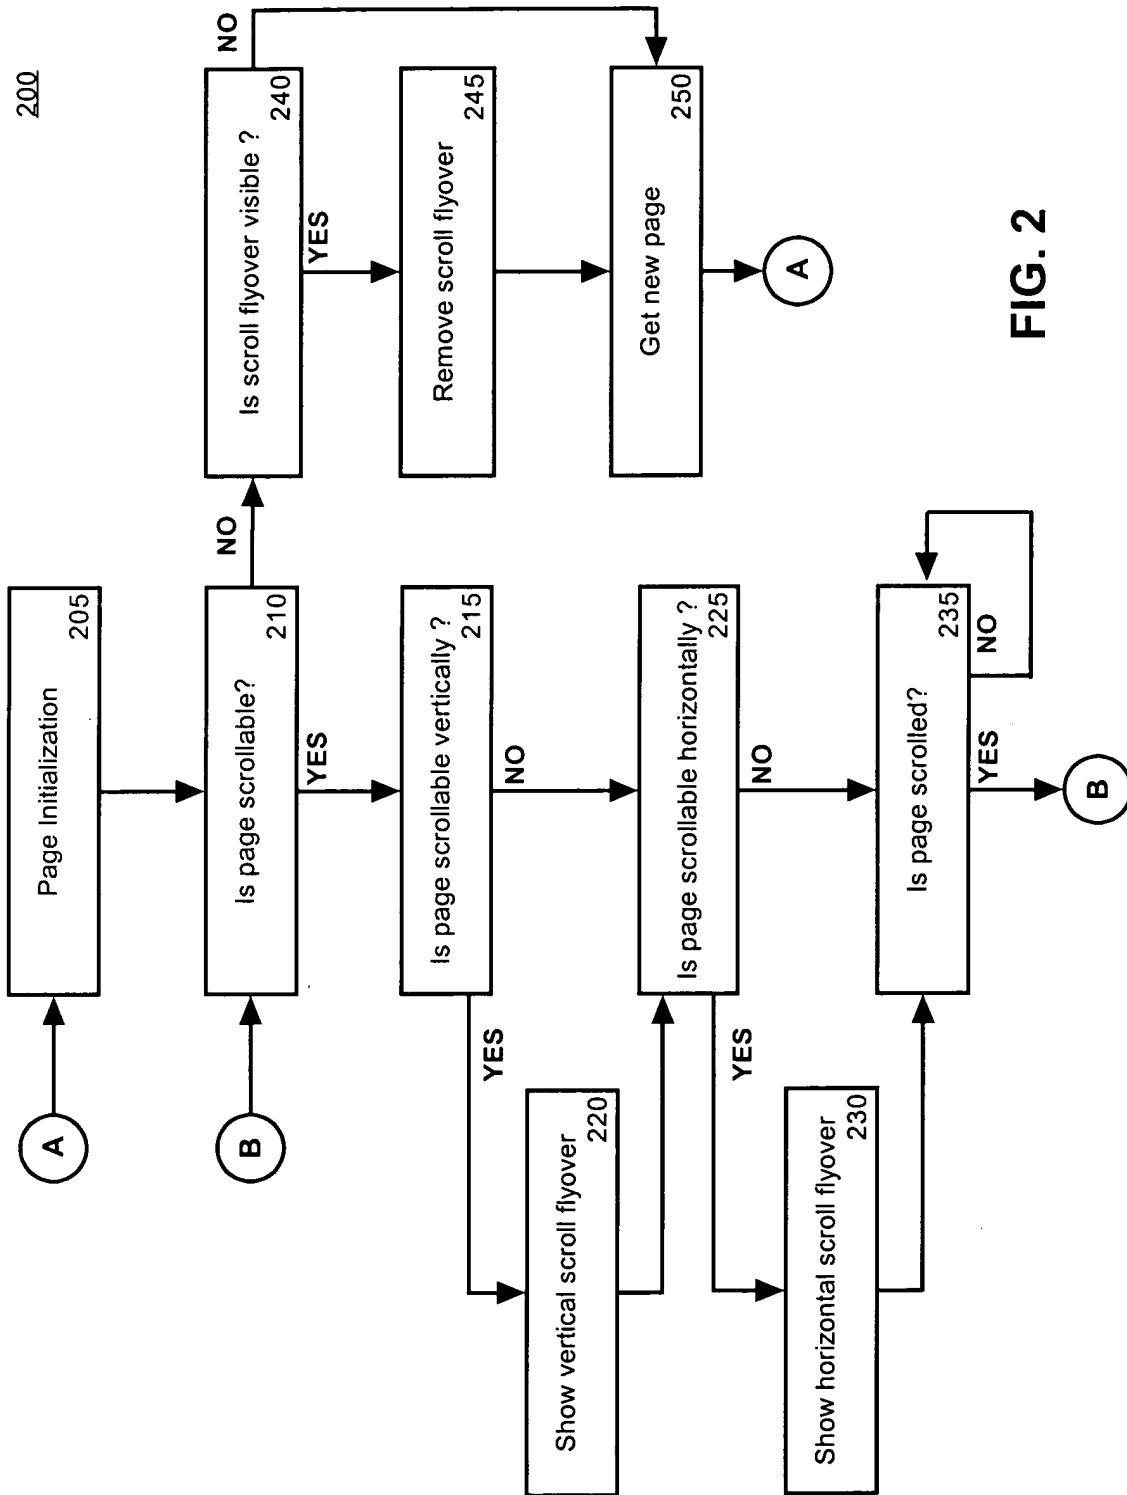 200
A
Page Initialization
205
B
Is page scrollable?
210
NO
YES
Is scroll flyover visible ?
240
NO
YES
Is page scrollable vertically ?
215
YES
NO
Remove scroll flyover
245
Show vertical scroll flyover
220
Is page scrollable horizontally ?
225
YES
NO
Get new page
250
A
Show horizontal scroll flyover
230
Is page scrolled?
235
YES
NO
B
FIG. 2